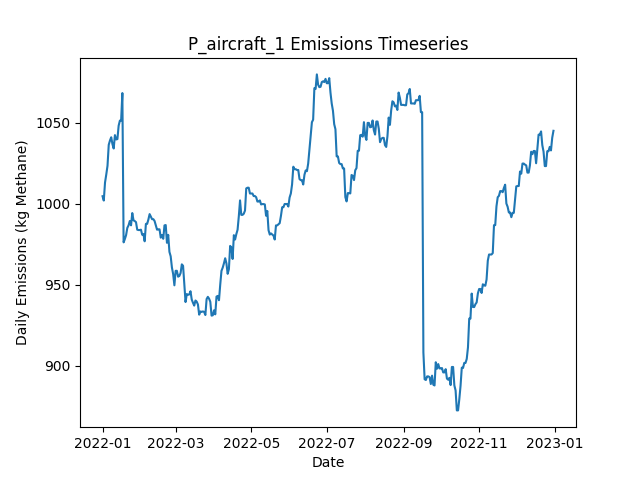 P_aircraft_1 Emissions Timeseries
Daily Emissions (kg Methane)
1050
1000
950
900
2022-01 2022-03 2022-05 2022-07 2022-09 2022-11 2023-01
Date